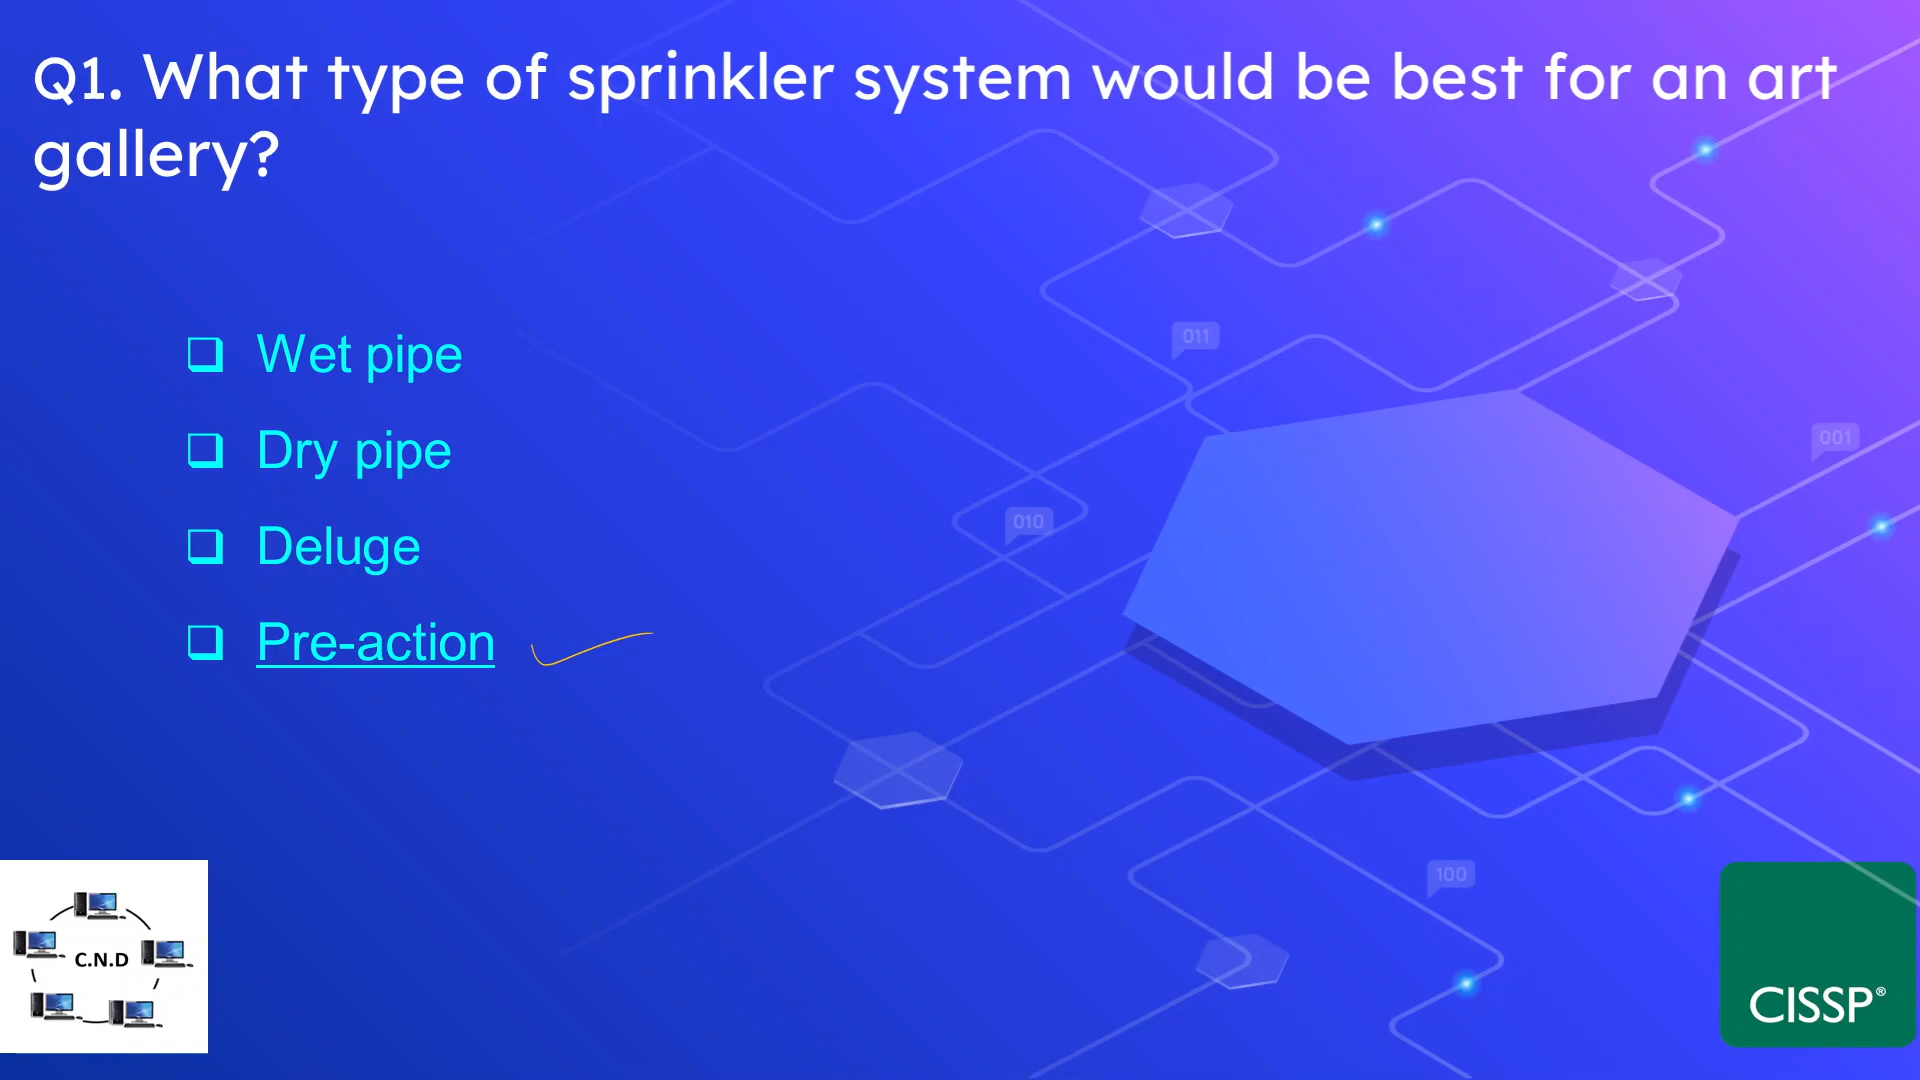 Q1. What type of sprinkler system would be best for an art
gallery?
011
Wet pipe
001
Dry pipe
010
Deluge
Pre-action
100
C.N.D
CISSP®